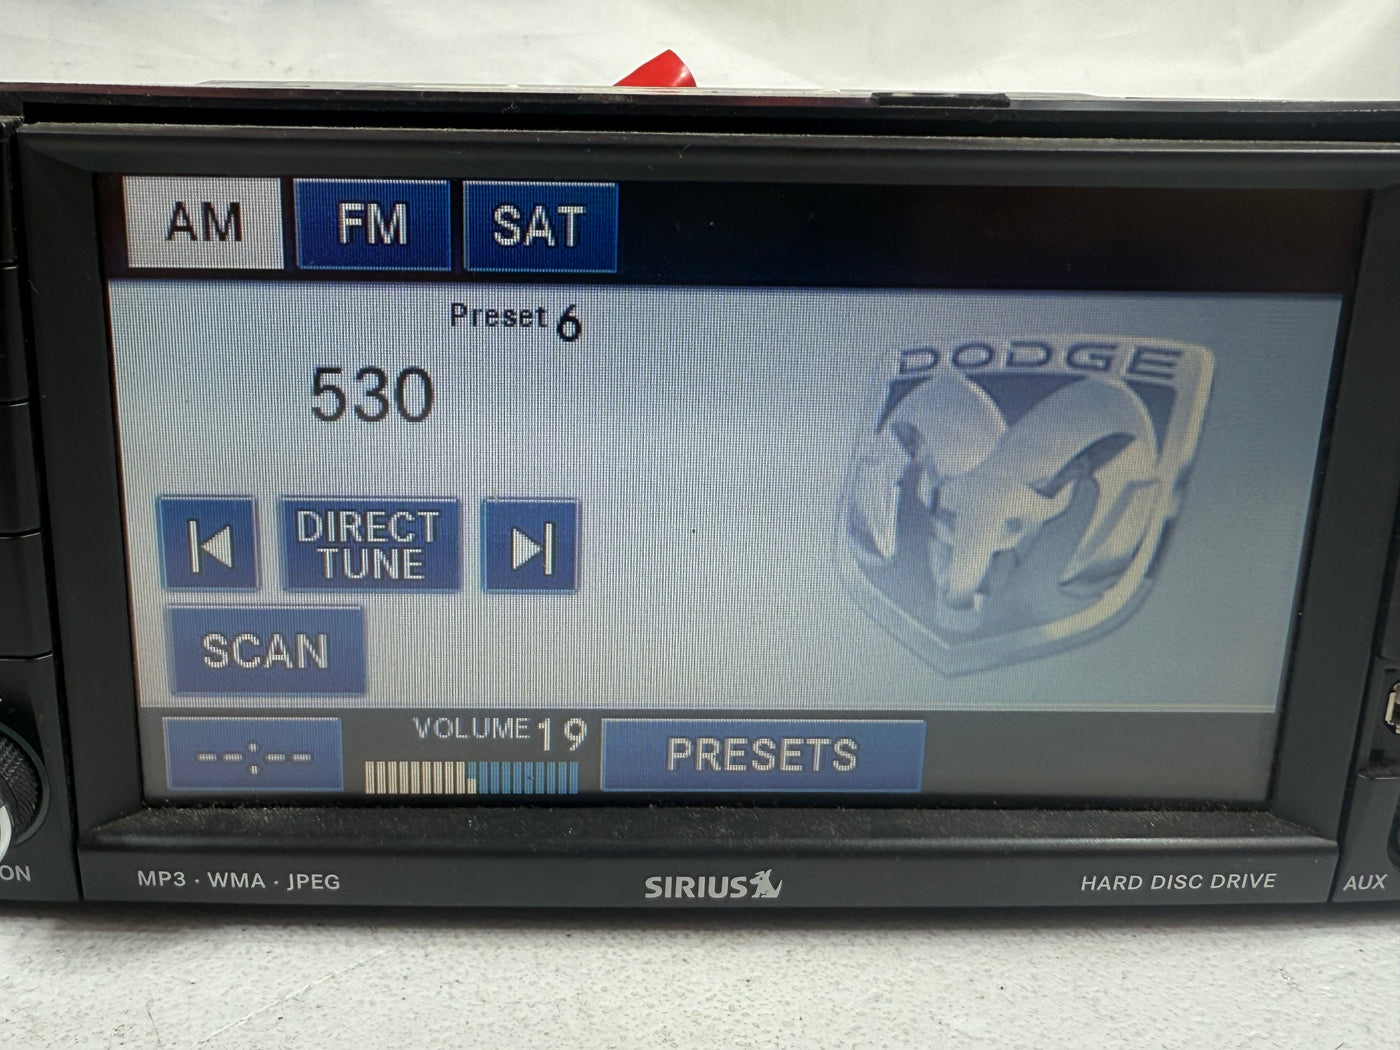 AM FM SAT
Preset 6
DODGE
530
DIRECT
TUNE
SCAN
--:--
VOLUME 19
PRESETS
ON
MP3 · WMA · JPEG
SIRIUS
HARD DISC DRIVE
AUX